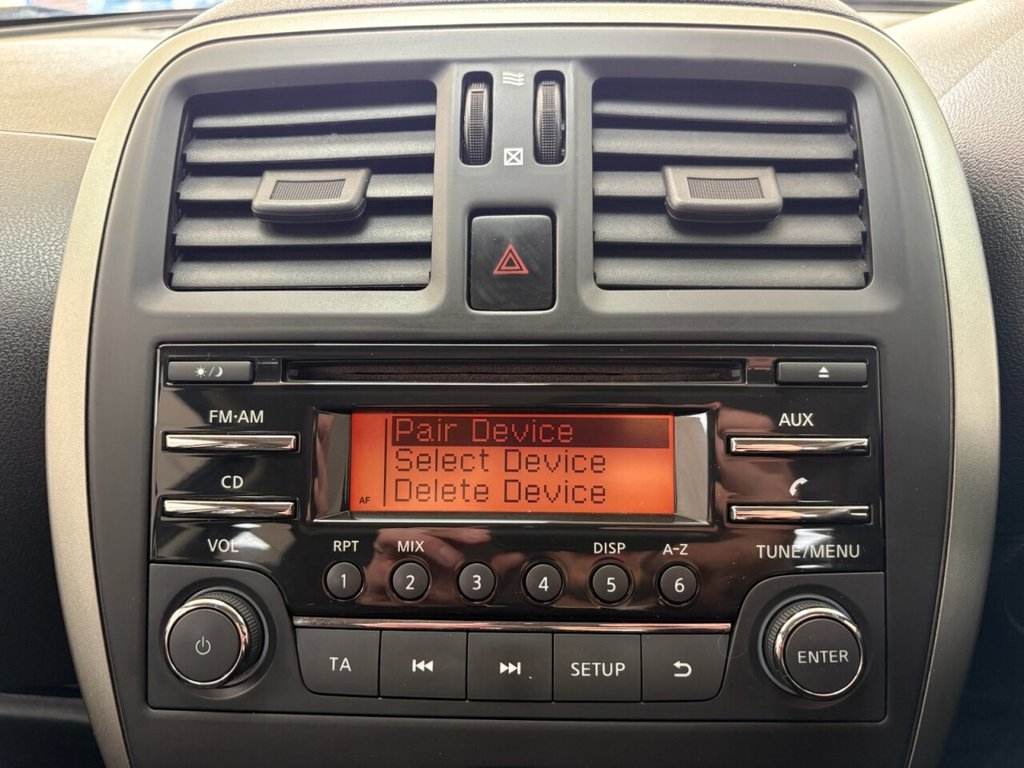 FM·AM
AUX
Pair Device
Select Device
AF Delete Device
CD
VOL
RPT MIX DISP A-Z
TUNE/MENU
1 2 3 4 5 6
TA SETUP
ENTER